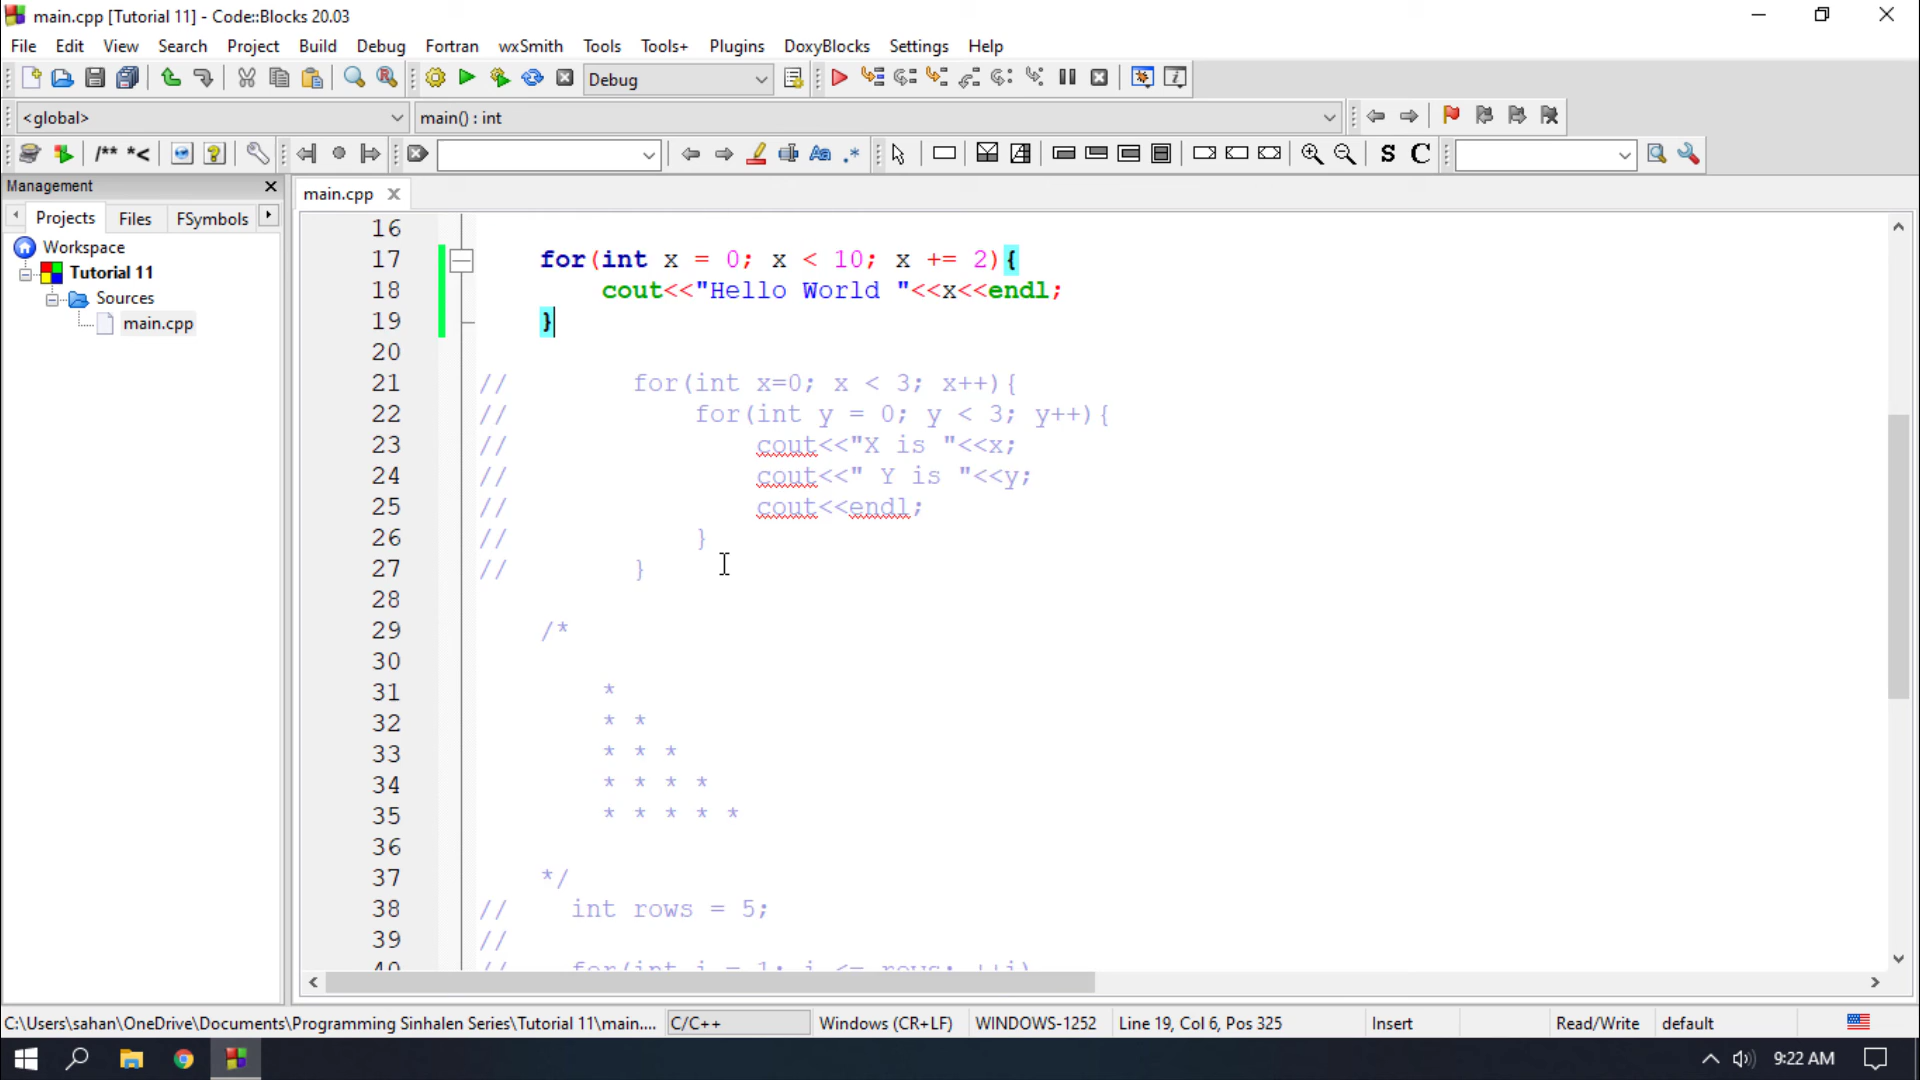 main.cpp [Tutorial 11] - Code::Blocks 20.03
File Edit View Search Project Build Debug Fortran wxSmith Tools Tools+ Plugins DoxyBlocks Settings Help
Debug
<global> main() : int
/** *< Aa .* S C
Management
Projects Files FSymbols
Workspace
Tutorial 11
Sources
main.cpp
main.cpp
16
17 for(int x = 0; x < 10; x += 2){
18 cout<<"Hello World "<<x<<endl;
19 }
20
21 // for(int x=0; x < 3; x++){
22 // for(int y = 0; y < 3; y++){
23 // cout<<"X is "<<x;
24 // cout<<" Y is "<<y;
25 // cout<<endl;
26 // }
27 // }
28
29 /*
30
31 *
32 * *
33 * * *
34 * * * *
35 * * * * *
36
37 */
38 // int rows = 5;
39 //
40 // for(int i = 1; i <= rows; ++i)
C:\Users\sahan\OneDrive\Documents\Programming Sinhalen Series\Tutorial 11\main.... C/C++ Windows (CR+LF) WINDOWS-1252 Line 19, Col 6, Pos 325 Insert Read/Write default
9:22 AM